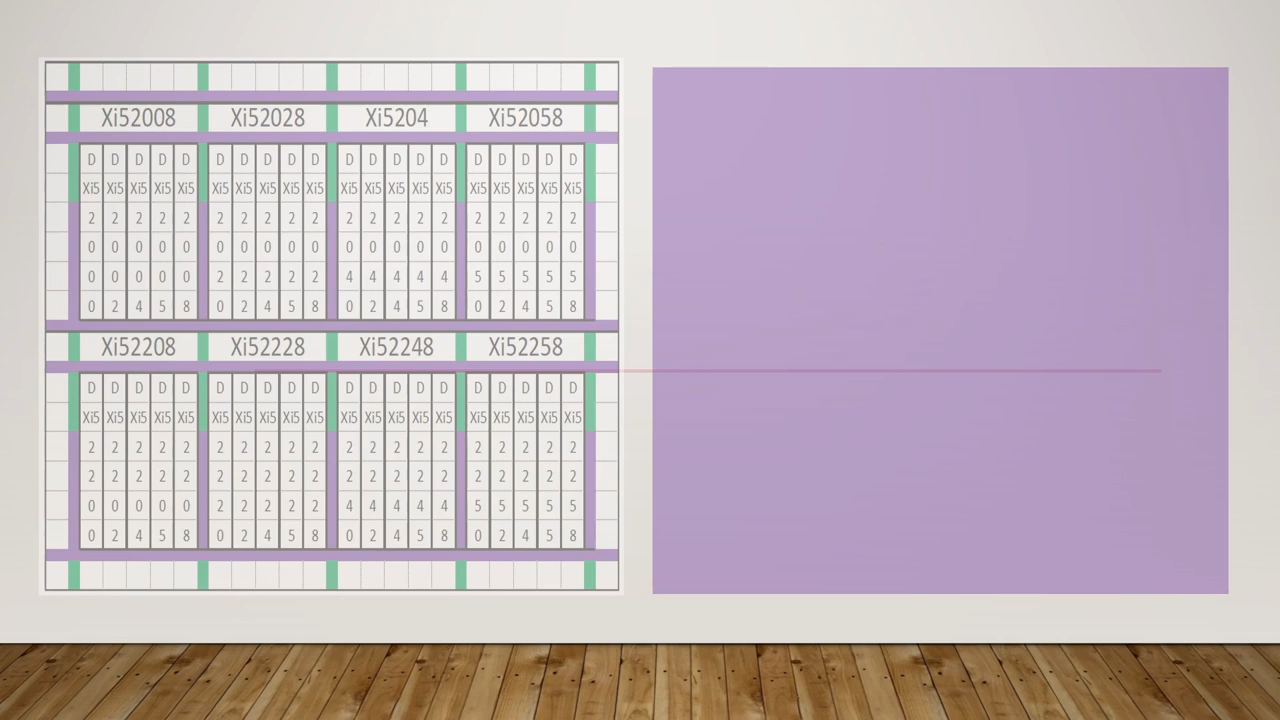 Xi52008 Xi52028 Xi5204 Xi52058
D D D D D D D D D D D D D D D D D D D D
Xi5 Xi5 Xi5 Xi5 Xi5 Xi5 Xi5 Xi5 Xi5 Xi5 Xi5 Xi5 Xi5 Xi5 Xi5 Xi5 Xi5 Xi5 Xi5 Xi5
2 2 2 2 2 2 2 2 2 2 2 2 2 2 2 2 2 2 2 2
0 0 0 0 0 0 0 0 0 0 0 0 0 0 0 0 0 0 0 0
0 0 0 0 0 2 2 2 2 2 4 4 4 4 4 5 5 5 5 5
0 2 4 5 8 0 2 4 5 8 0 2 4 5 8 0 2 4 5 8
Xi52208 Xi52228 Xi52248 Xi52258
D D D D D D D D D D D D D D D D D D D D
Xi5 Xi5 Xi5 Xi5 Xi5 Xi5 Xi5 Xi5 Xi5 Xi5 Xi5 Xi5 Xi5 Xi5 Xi5 Xi5 Xi5 Xi5 Xi5 Xi5
2 2 2 2 2 2 2 2 2 2 2 2 2 2 2 2 2 2 2 2
2 2 2 2 2 2 2 2 2 2 2 2 2 2 2 2 2 2 2 2
0 0 0 0 0 2 2 2 2 2 4 4 4 4 4 5 5 5 5 5
0 2 4 5 8 0 2 4 5 8 0 2 4 5 8 0 2 4 5 8